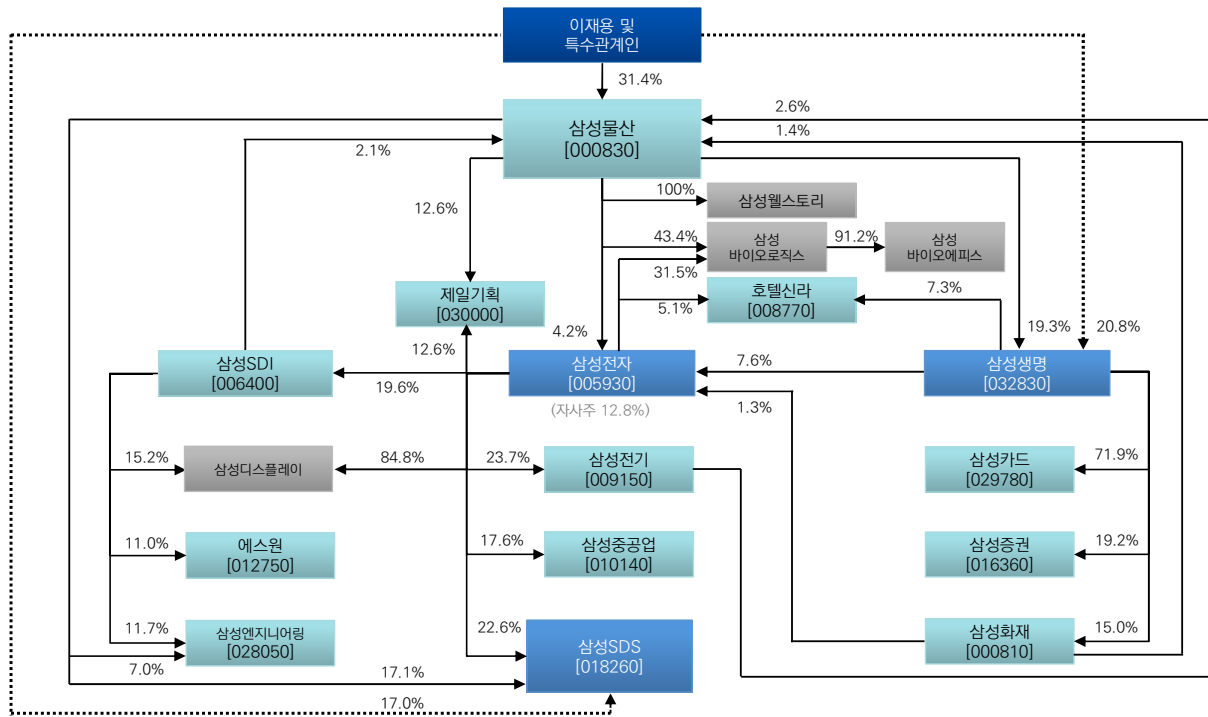 이재용 및
특수관계인
31.4%
2.6%
삼성물산
[000830]
1.4%
2.1%
100%
삼성웰스토리
12.6%
43.4%
삼성
바이오로직스
91.2%
삼성
바이오에피스
31.5%
제일기획
[030000]
호텔신라
[008770]
7.3%
5.1%
4.2%
19.3%
20.8%
12.6%
삼성SDI
[006400]
19.6%
삼성전자
[005930]
(자사주 12.8%)
7.6%
삼성생명
[032830]
1.3%
15.2%
삼성디스플레이
84.8%
23.7%
삼성전기
[009150]
삼성카드
[029780]
71.9%
11.0%
에스원
[012750]
17.6%
삼성중공업
[010140]
삼성증권
[016360]
19.2%
11.7%
삼성엔지니어링
[028050]
22.6%
삼성SDS
[018260]
삼성화재
[000810]
15.0%
7.0%
17.1%
17.0%